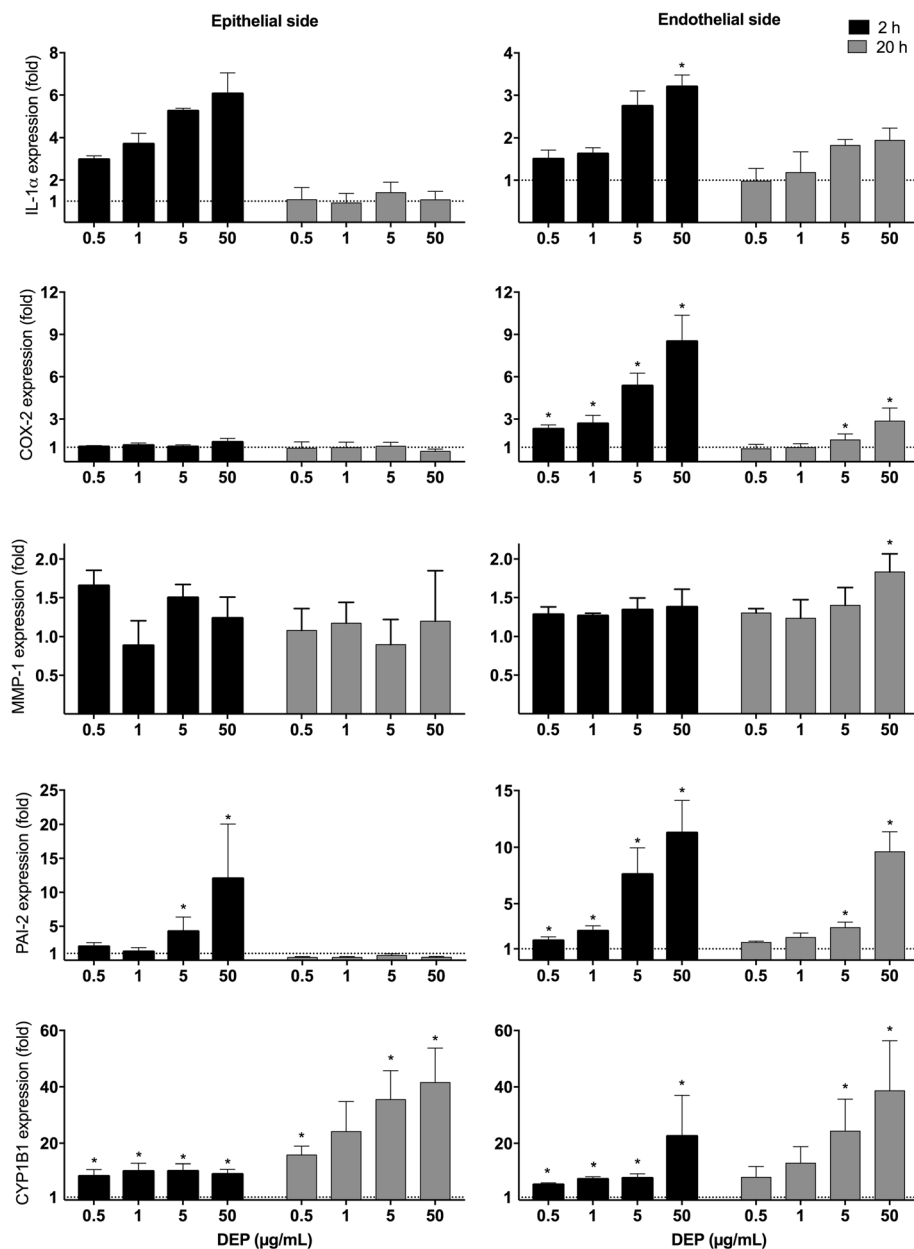 Epithelial side
Endothelial side
2 h
20 h
IL-1α expression (fold)
8
6
4
2
1
0.5 1 5 50 0.5 1 5 50
4
3
2
1
0.5 1 5 50 0.5 1 5 50
*
COX-2 expression (fold)
12
9
6
3
1
0.5 1 5 50 0.5 1 5 50
12
9
6
3
1
0.5 1 5 50 0.5 1 5 50
* * * * * *
MMP-1 expression (fold)
2.0
1.5
1.0
0.5
0.5 1 5 50 0.5 1 5 50
2.0
1.5
1.0
0.5
0.5 1 5 50 0.5 1 5 50
*
PAI-2 expression (fold)
25
20
15
10
5
1
0.5 1 5 50 0.5 1 5 50
* *
15
10
5
1
0.5 1 5 50 0.5 1 5 50
* * * * * *
CYP1B1 expression (fold)
60
40
20
1
0.5 1 5 50 0.5 1 5 50
* * * * * * *
DEP (µg/mL)
60
40
20
1
0.5 1 5 50 0.5 1 5 50
* * * * * *
DEP (µg/mL)